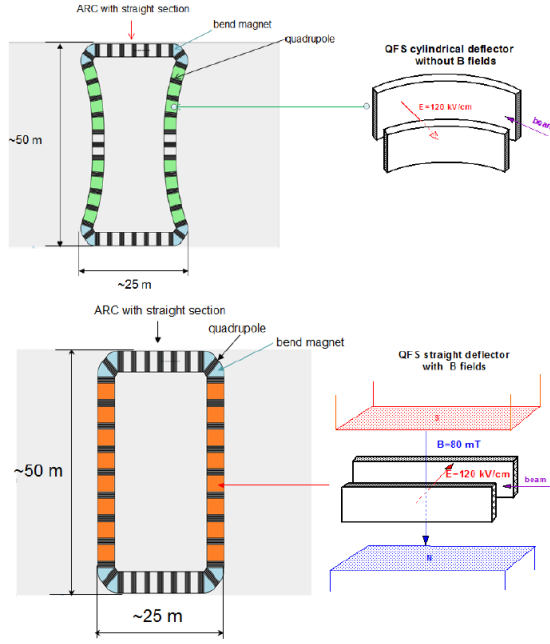 ARC with straight section
bend magnet
quadrupole
QFS cylindrical deflector
without B fields
E=120 kV/cm
beam
~50 m
~25 m
ARC with straight section
quadrupole
bend magnet
QFS straight deflector
with B fields
S
B=80 mT
~50 m
E=120 kV/cm
beam
N
~25 m